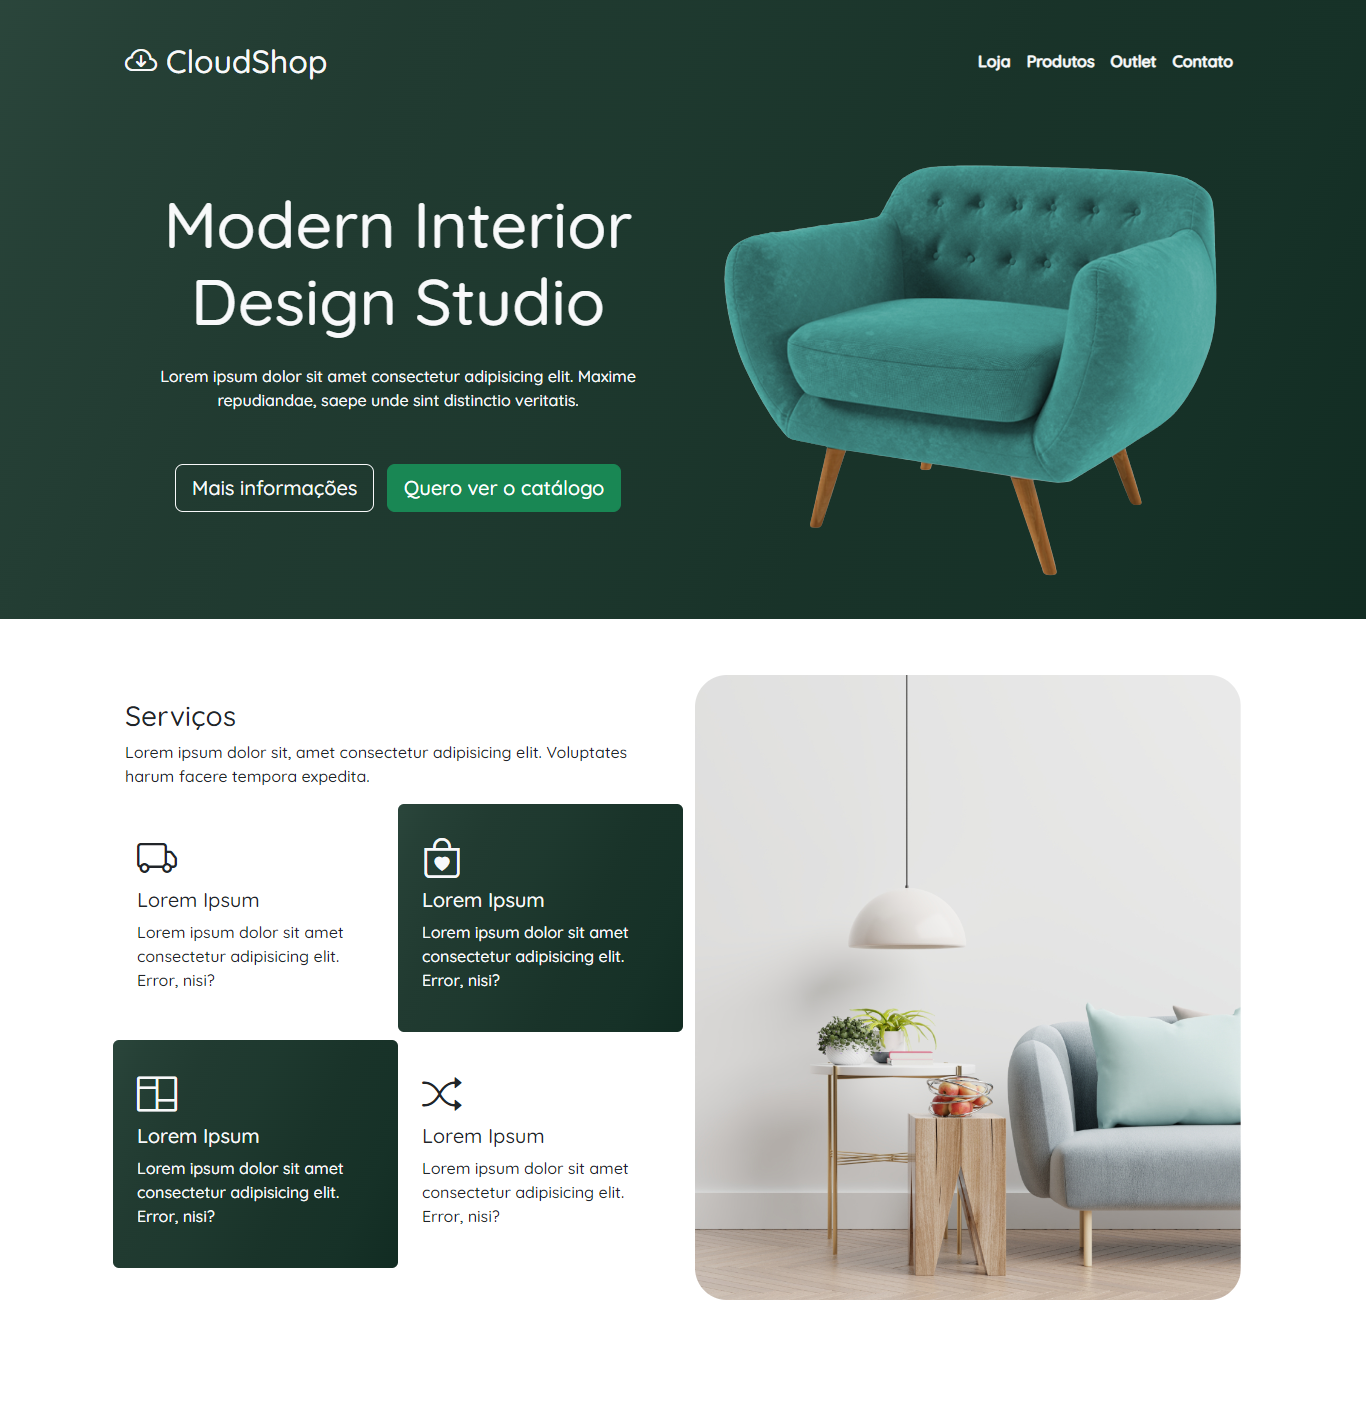 CloudShop
Loja Produtos Outlet Contato
Modern Interior
Design Studio
Lorem ipsum dolor sit amet consectetur adipisicing elit. Maxime
repudiandae, saepe unde sint distinctio veritatis.
Mais informações
Quero ver o catálogo
Serviços
Lorem ipsum dolor sit, amet consectetur adipisicing elit. Voluptates
harum facere tempora expedita.
Lorem Ipsum
Lorem ipsum dolor sit amet
consectetur adipisicing elit.
Error, nisi?
Lorem Ipsum
Lorem ipsum dolor sit amet
consectetur adipisicing elit.
Error, nisi?
Lorem Ipsum
Lorem ipsum dolor sit amet
consectetur adipisicing elit.
Error, nisi?
Lorem Ipsum
Lorem ipsum dolor sit amet
consectetur adipisicing elit.
Error, nisi?